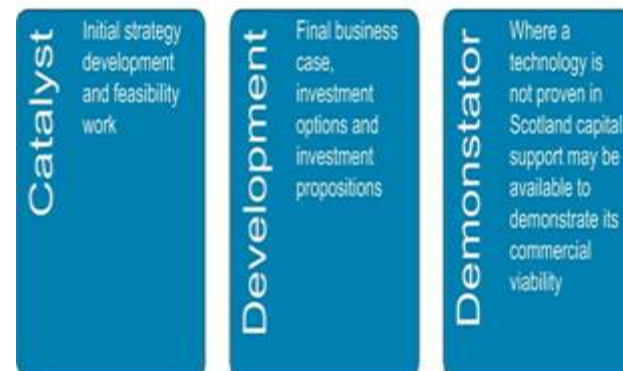 Catalyst
Initial strategy
development
and feasibility
work
Development
Final business
case,
investment
options and
investment
propositions
Demonstator
Where a
technology is
not proven in
Scotland capital
support may be
available to
demonstrate its
commercial
viability